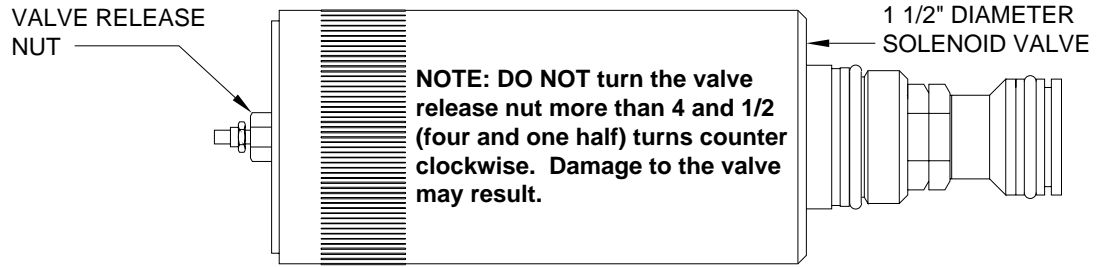 VALVE RELEASE
NUT
1 1/2" DIAMETER
SOLENOID VALVE
NOTE: DO NOT turn the valve
release nut more than 4 and 1/2
(four and one half) turns counter
clockwise.  Damage to the valve
may result.